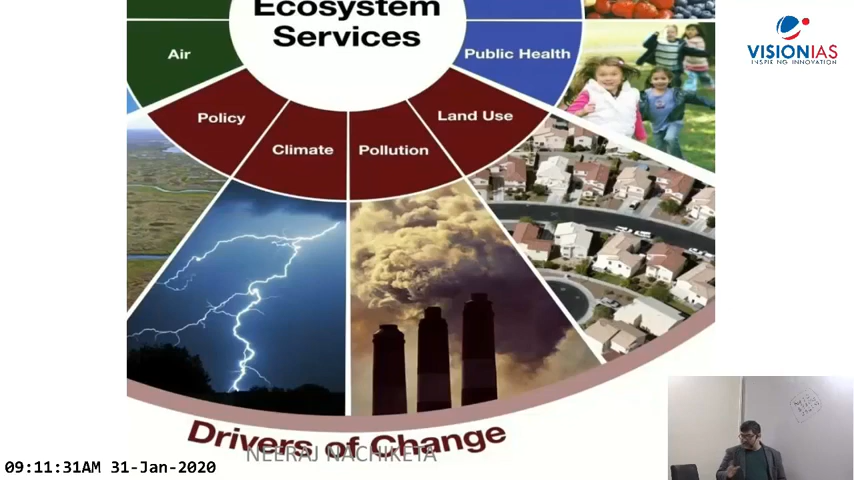 Ecosystem
Services
VISIONIAS
INSPIRING INNOVATION
Air
Public Health
Policy
Land Use
Climate
Pollution
Drivers of Change
NEERAJ NACHIKETA
09:11:31AM 31-Jan-2020